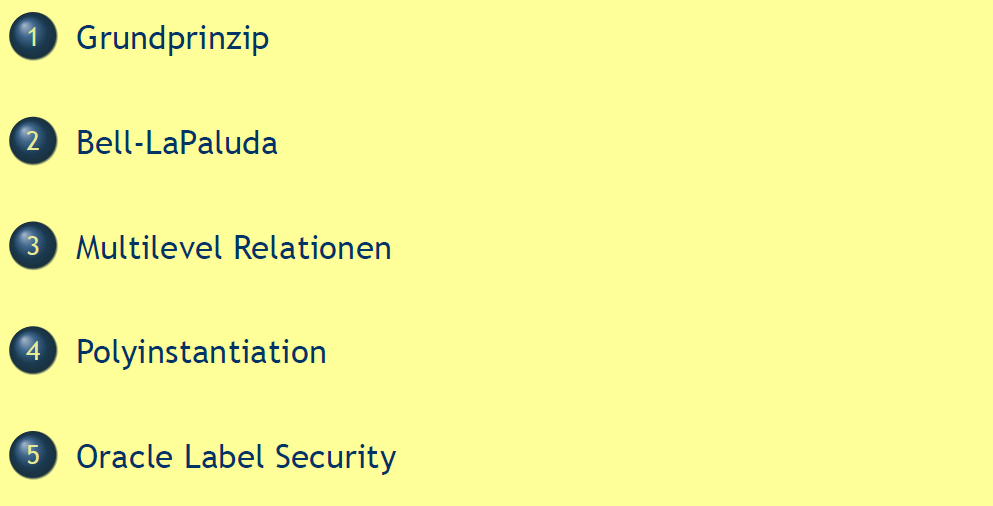 1 Grundprinzip
2 Bell-LaPaluda
3 Multilevel Relationen
4 Polyinstantiation
5 Oracle Label Security